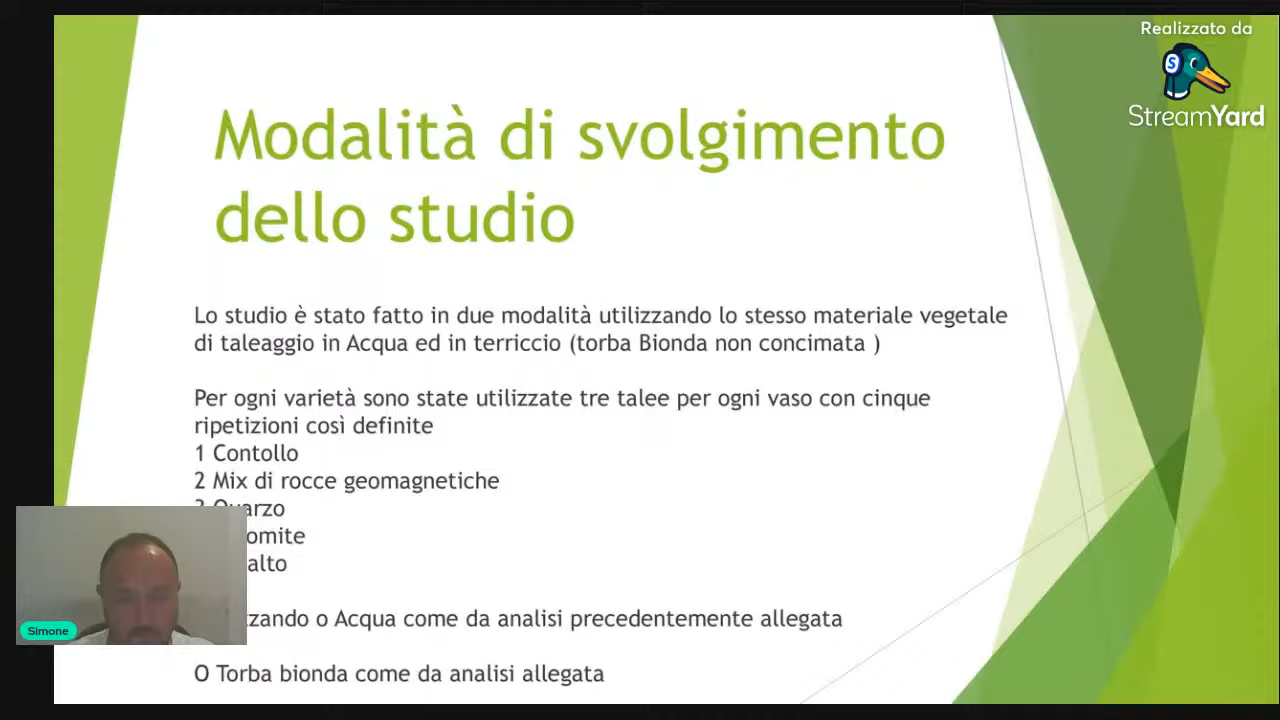 Realizzato da
StreamYard
Modalità di svolgimento
dello studio
Lo studio è stato fatto in due modalità utilizzando lo stesso materiale vegetale
di taleaggio in Acqua ed in terriccio (torba Bionda non concimata )
Per ogni varietà sono state utilizzate tre talee per ogni vaso con cinque
ripetizioni così definite
1 Contollo
2 Mix di rocce geomagnetiche
O Acqua come da analisi precedentemente allegata
O Torba bionda come da analisi allegata
Simone